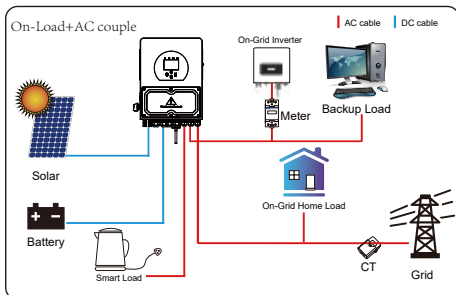 On-Load+AC couple
AC cable
DC cable
On-Grid Inverter
Meter
Backup Load
Solar
On-Grid Home Load
Battery
Smart Load
CT
Grid